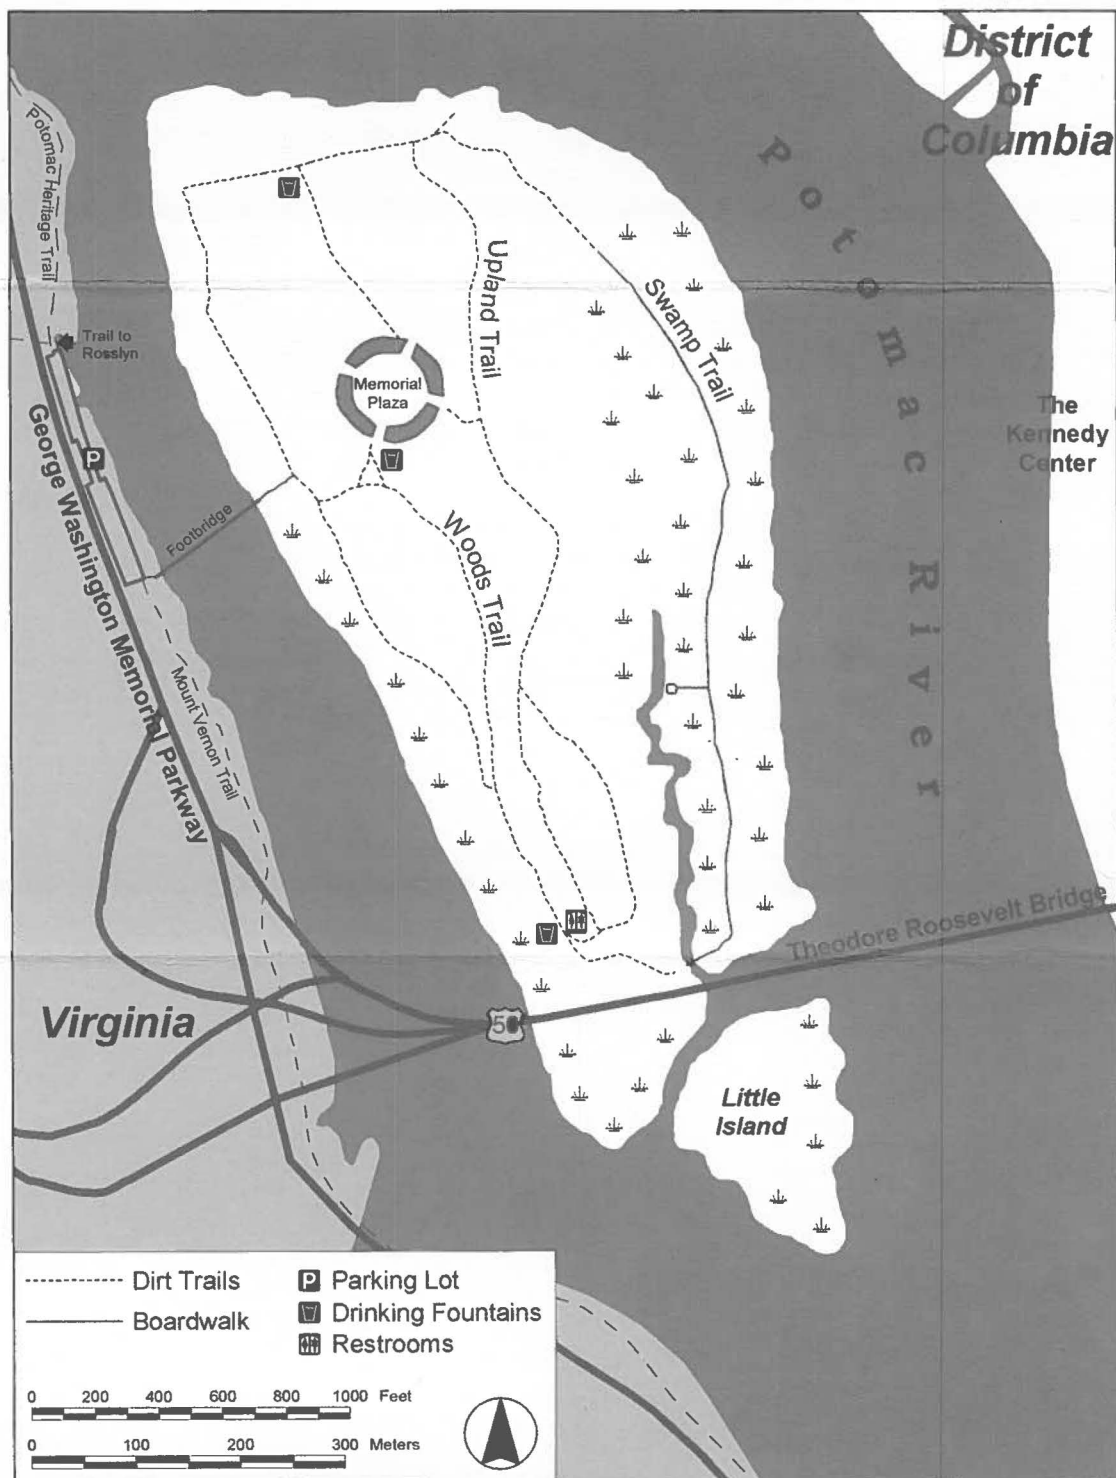 District
of
Columbia
Potomac Heritage Trail
Potomac River
Upland Trail
Swamp Trail
Trail to
Rosslyn
Memorial
Plaza
The
Kennedy
Center
P
George Washington Memorial Parkway
Footbridge
Woods Trail
Mount Vernon Trail
Theodore Roosevelt Bridge
Virginia
50
Little
Island
Dirt Trails
Boardwalk
P Parking Lot
Drinking Fountains
Restrooms
0 200 400 600 800 1000 Feet
0 100 200 300 Meters